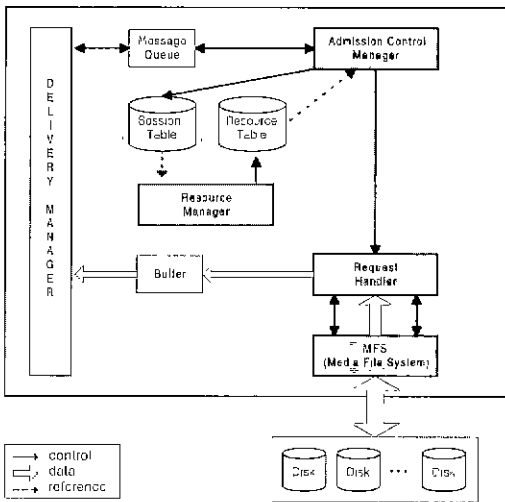 DELIVERY MANAGER
Message
Queue
Admission Control
Manager
Session
Table
Resource
Table
Resource
Manager
Buffer
Request
Handler
MFS
(Media File System)
Disk
Disk
...
Disk
control
data
reference